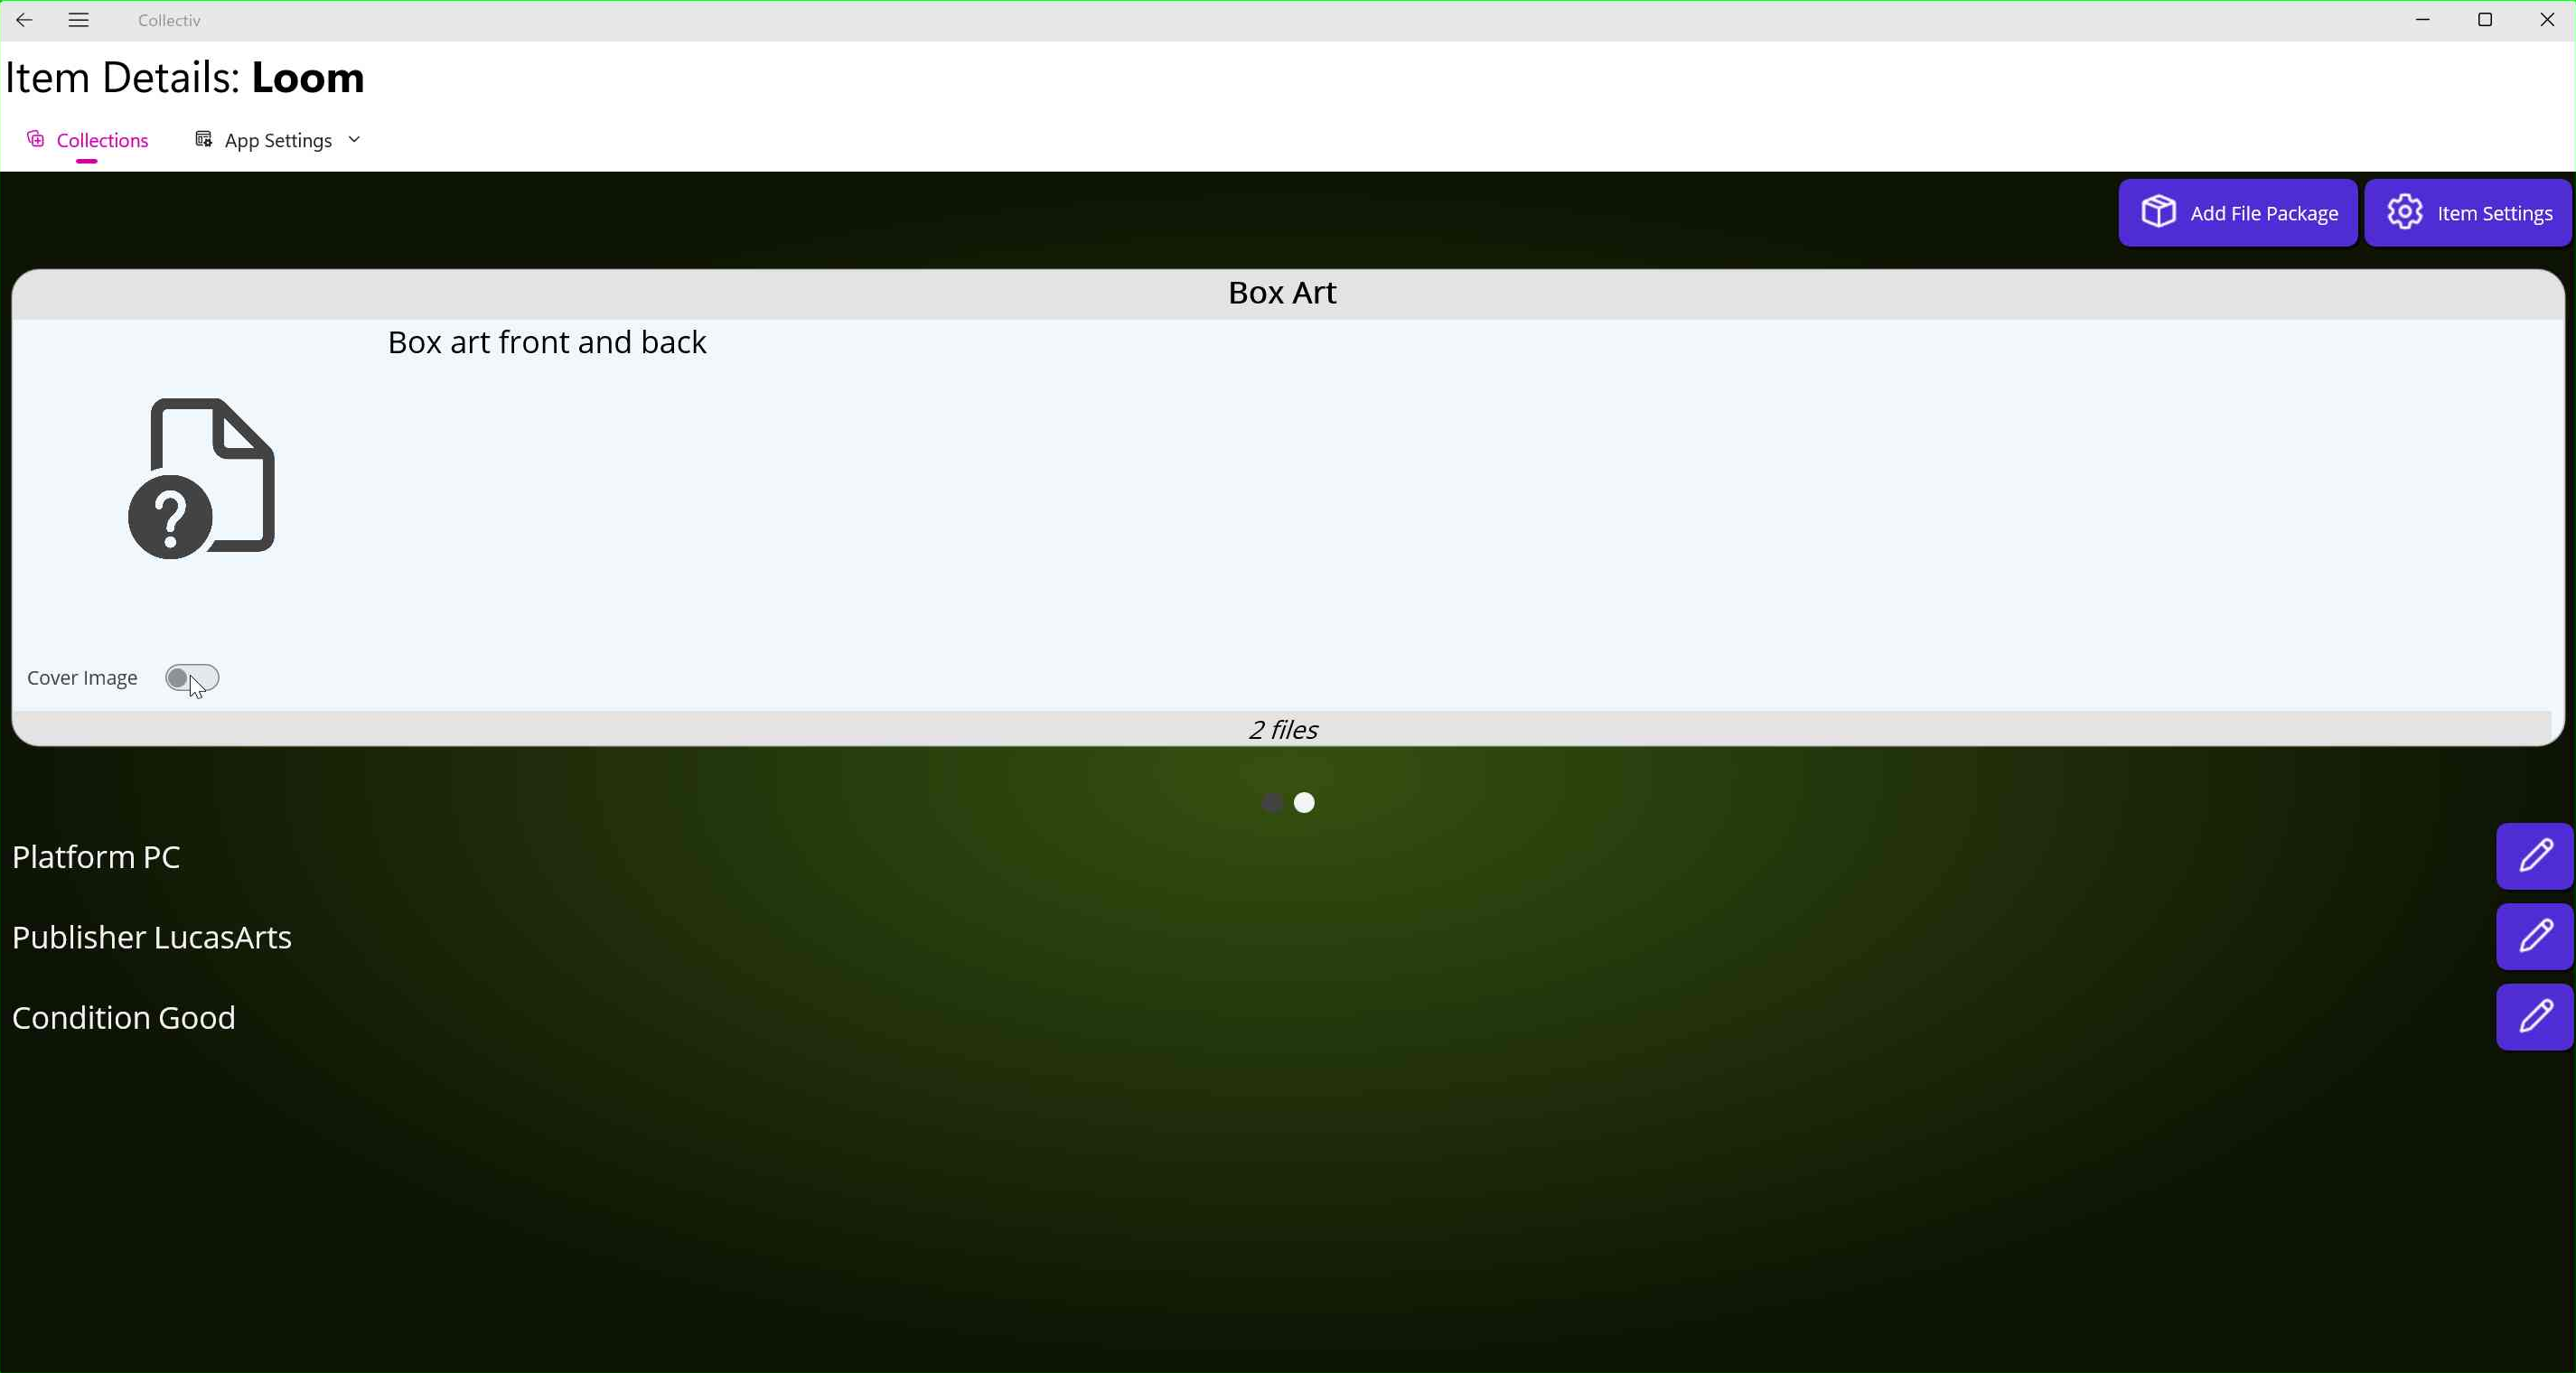 Collectiv
Item Details: Loom
Collections
App Settings
Add File Package
Item Settings
Box Art
Box art front and back
Cover Image
2 files
Platform PC
Publisher LucasArts
Condition Good